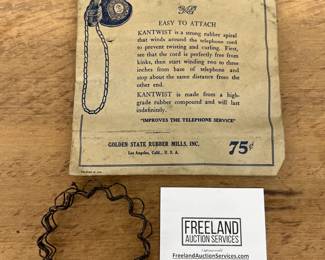 EASY TO ATTACH
KANTWIST is a strong rubber spiral
that winds around the telephone cord
to prevent twisting and curling. First,
see that the cord is perfectly free from
kinks, then start winding two to three
inches from base of telephone and
stop about the same distance from the
other end.
KANTWIST is made from a high-
grade rubber compound and will last
indefinitely.
"IMPROVES THE TELEPHONE SERVICE"
GOLDEN STATE RUBBER MILLS, INC.
Los Angeles, Calif., U. S. A.
75¢
FREELAND
AUCTION SERVICES
FreelandAuctionServices.com